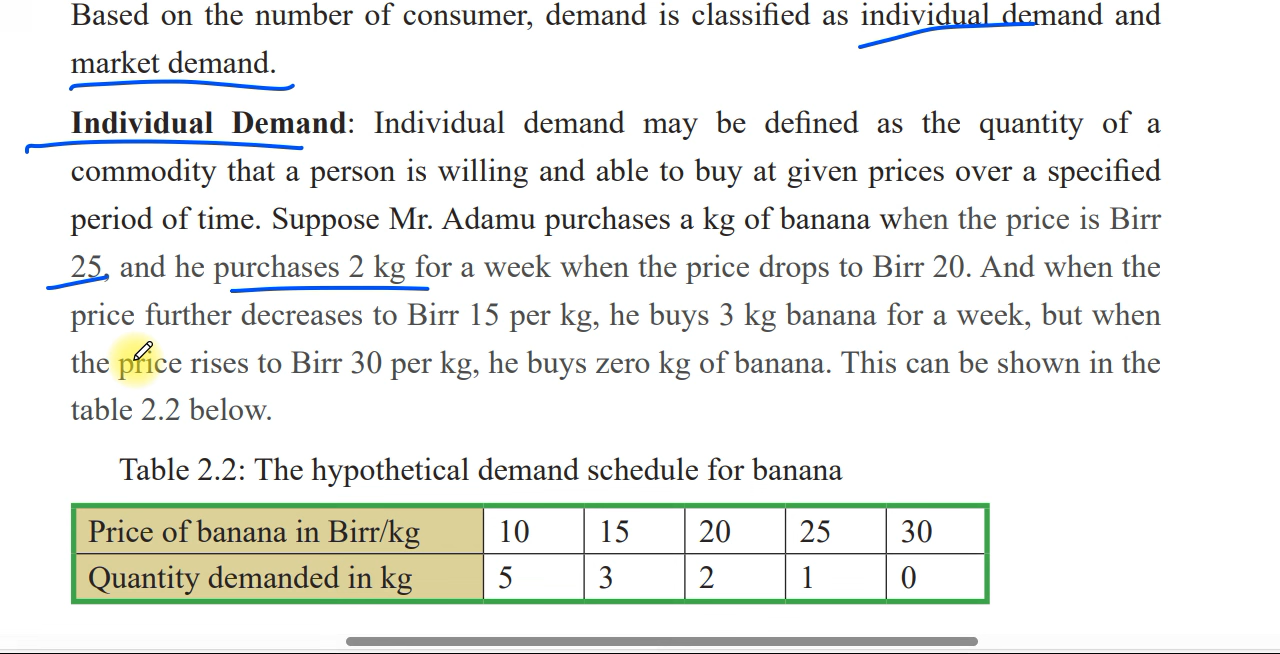 Based on the number of consumer, demand is classified as individual demand and
market demand.
Individual Demand: Individual demand may be defined as the quantity of a
commodity that a person is willing and able to buy at given prices over a specified
period of time. Suppose Mr. Adamu purchases a kg of banana when the price is Birr
25, and he purchases 2 kg for a week when the price drops to Birr 20. And when the
price further decreases to Birr 15 per kg, he buys 3 kg banana for a week, but when
the price rises to Birr 30 per kg, he buys zero kg of banana. This can be shown in the
table 2.2 below.
Table 2.2: The hypothetical demand schedule for banana
Price of banana in Birr/kg 10 15 20 25 30
Quantity demanded in kg 5 3 2 1 0